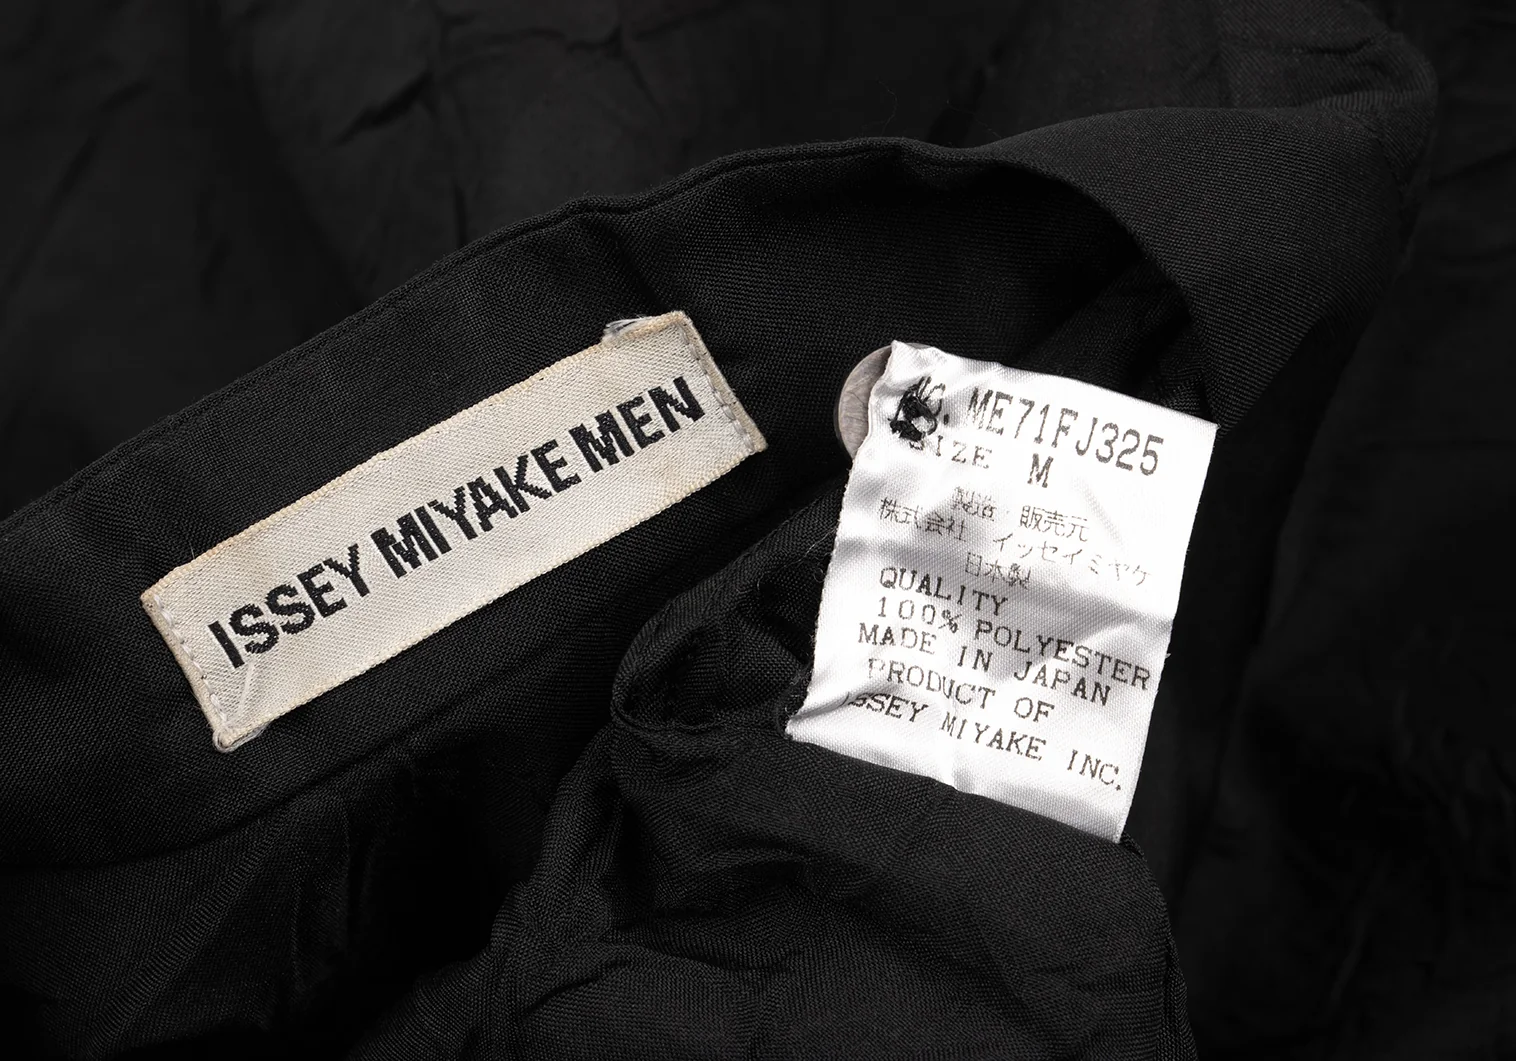 ISSEY MIYAKE MEN
NO. ME71FJ325
SIZE M
製造・販売元
株式会社 イッセイミヤケ
日本製
QUALITY
100% POLYESTER
MADE IN JAPAN
PRODUCT OF
ISSEY MIYAKE INC.